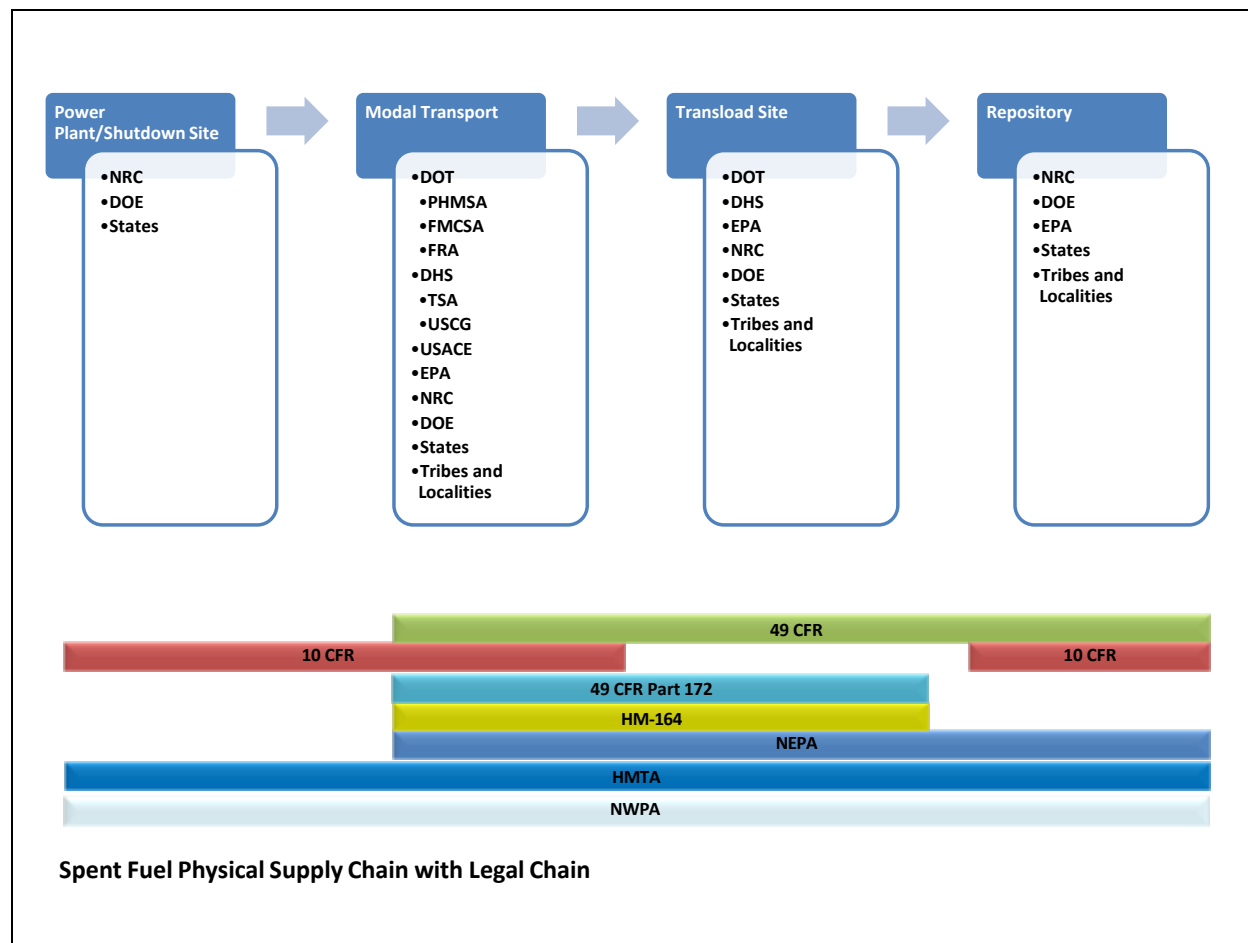 Power
Plant/Shutdown Site
•NRC
•DOE
•States
Modal Transport
•DOT
•PHMSA
•FMCSA
•FRA
•DHS
•TSA
•USCG
•USACE
•EPA
•NRC
•DOE
•States
•Tribes and
Localities
Transload Site
•DOT
•DHS
•EPA
•NRC
•DOE
•States
•Tribes and
Localities
Repository
•NRC
•DOE
•EPA
•States
•Tribes and
Localities
49 CFR
10 CFR
10 CFR
49 CFR Part 172
HM-164
NEPA
HMTA
NWPA
Spent Fuel Physical Supply Chain with Legal Chain